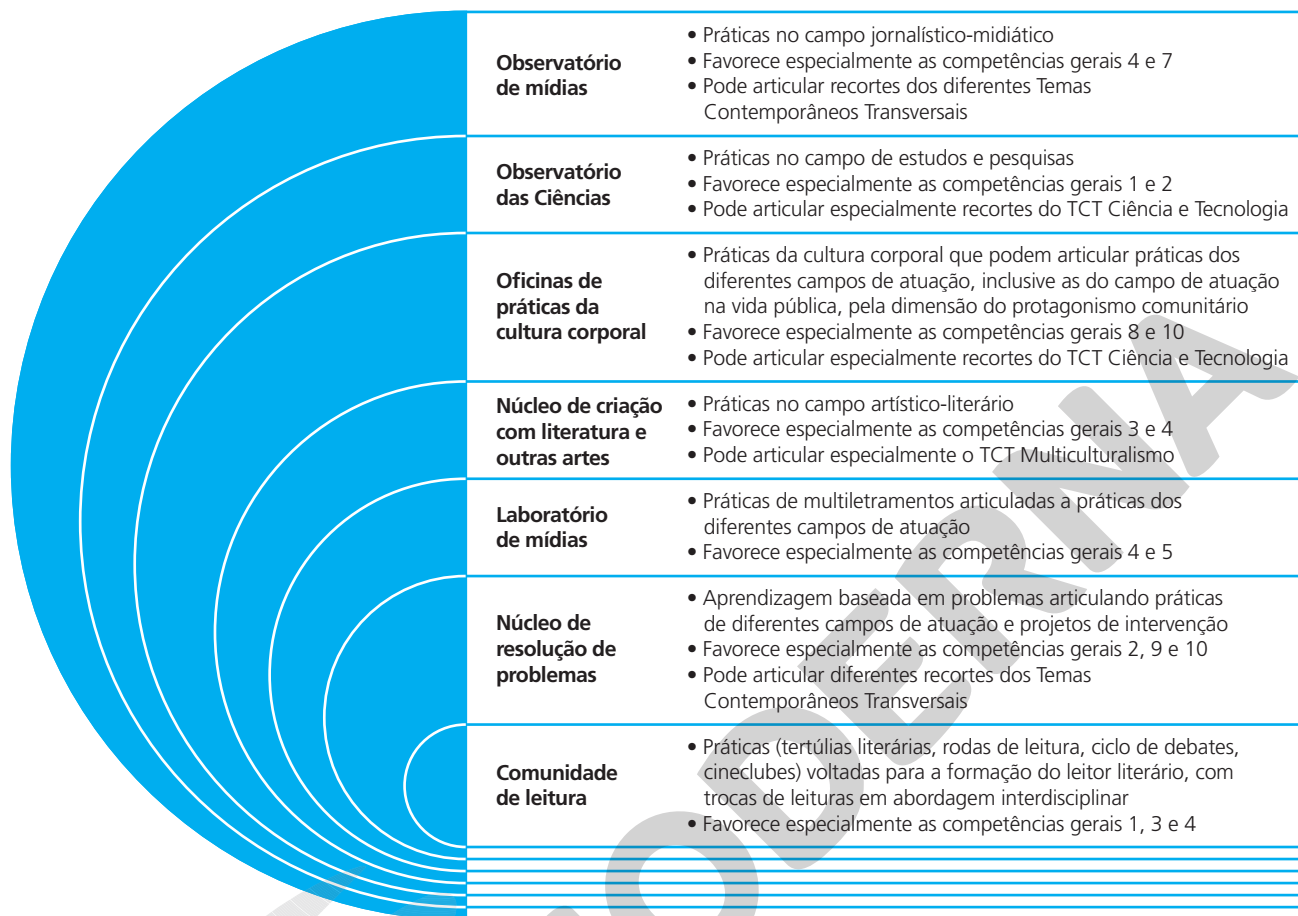 Observatório
de mídias
• Práticas no campo jornalístico-midiático
• Favorece especialmente as competências gerais 4 e 7
• Pode articular recortes dos diferentes Temas
Contemporâneos Transversais
Observatório
das Ciências
• Práticas no campo de estudos e pesquisas
• Favorece especialmente as competências gerais 1 e 2
• Pode articular especialmente recortes do TCT Ciência e Tecnologia
Oficinas de
práticas da
cultura corporal
• Práticas da cultura corporal que podem articular práticas dos
diferentes campos de atuação, inclusive as do campo de atuação
na vida pública, pela dimensão do protagonismo comunitário
• Favorece especialmente as competências gerais 8 e 10
• Pode articular especialmente recortes do TCT Ciência e Tecnologia
Núcleo de criação
com literatura e
outras artes
• Práticas no campo artístico-literário
• Favorece especialmente as competências gerais 3 e 4
• Pode articular especialmente o TCT Multiculturalismo
Laboratório
de mídias
• Práticas de multiletramentos articuladas a práticas dos
diferentes campos de atuação
• Favorece especialmente as competências gerais 4 e 5
Núcleo de
resolução de
problemas
• Aprendizagem baseada em problemas articulando práticas
de diferentes campos de atuação e projetos de intervenção
• Favorece especialmente as competências gerais 2, 9 e 10
• Pode articular diferentes recortes dos Temas
Contemporâneos Transversais
Comunidade
de leitura
• Práticas (tertúlias literárias, rodas de leitura, ciclo de debates,
cineclubes) voltadas para a formação do leitor literário, com
trocas de leituras em abordagem interdisciplinar
• Favorece especialmente as competências gerais 1, 3 e 4
MODERNA